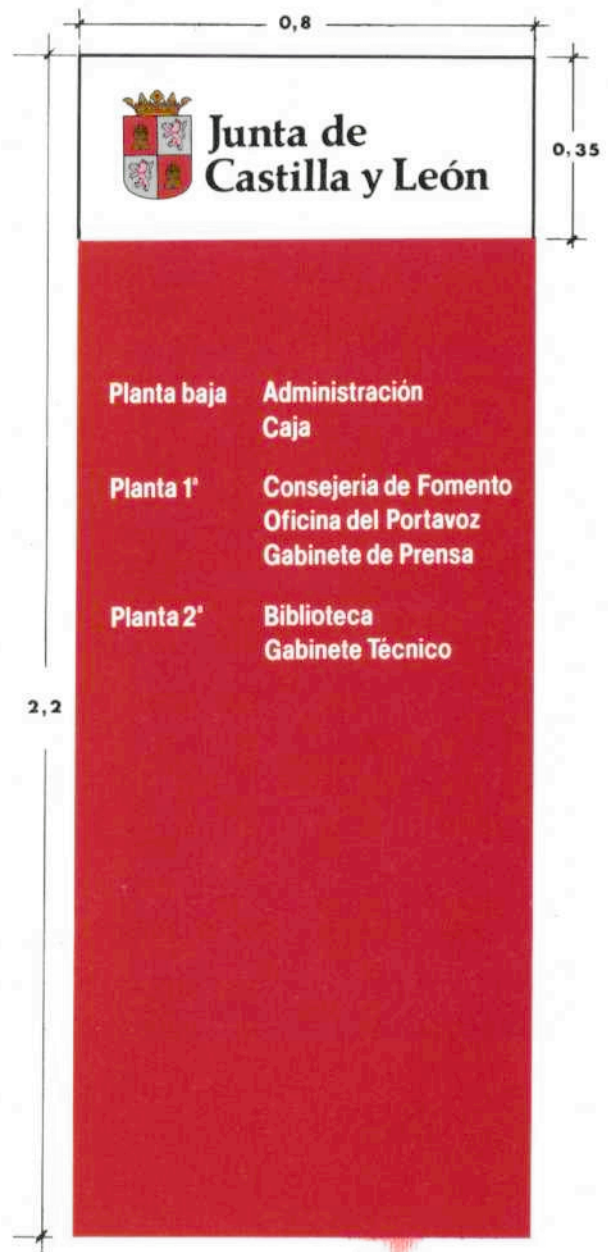 0,8
Junta de
Castilla y León
0,35
Planta baja Administración
Caja
Planta 1ª Consejería de Fomento
Oficina del Portavoz
Gabinete de Prensa
Planta 2ª Biblioteca
Gabinete Técnico
2,2